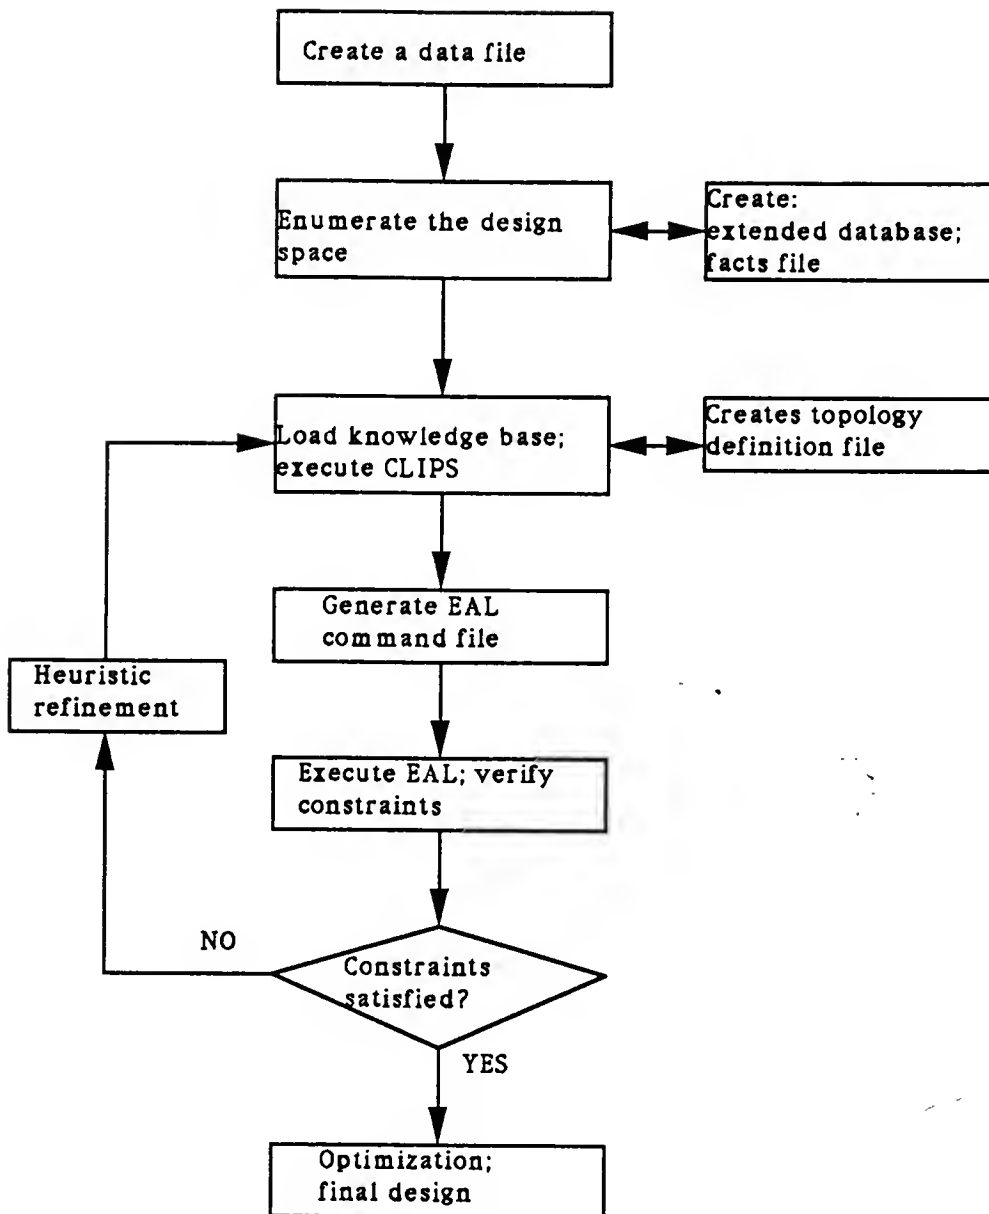 Create a data file
Enumerate the design
space
Create:
extended database;
facts file
Load knowledge base;
execute CLIPS
Creates topology
definition file
Generate EAL
command file
Heuristic
refinement
Execute EAL; verify
constraints
NO
Constraints
satisfied?
YES
Optimization;
final design